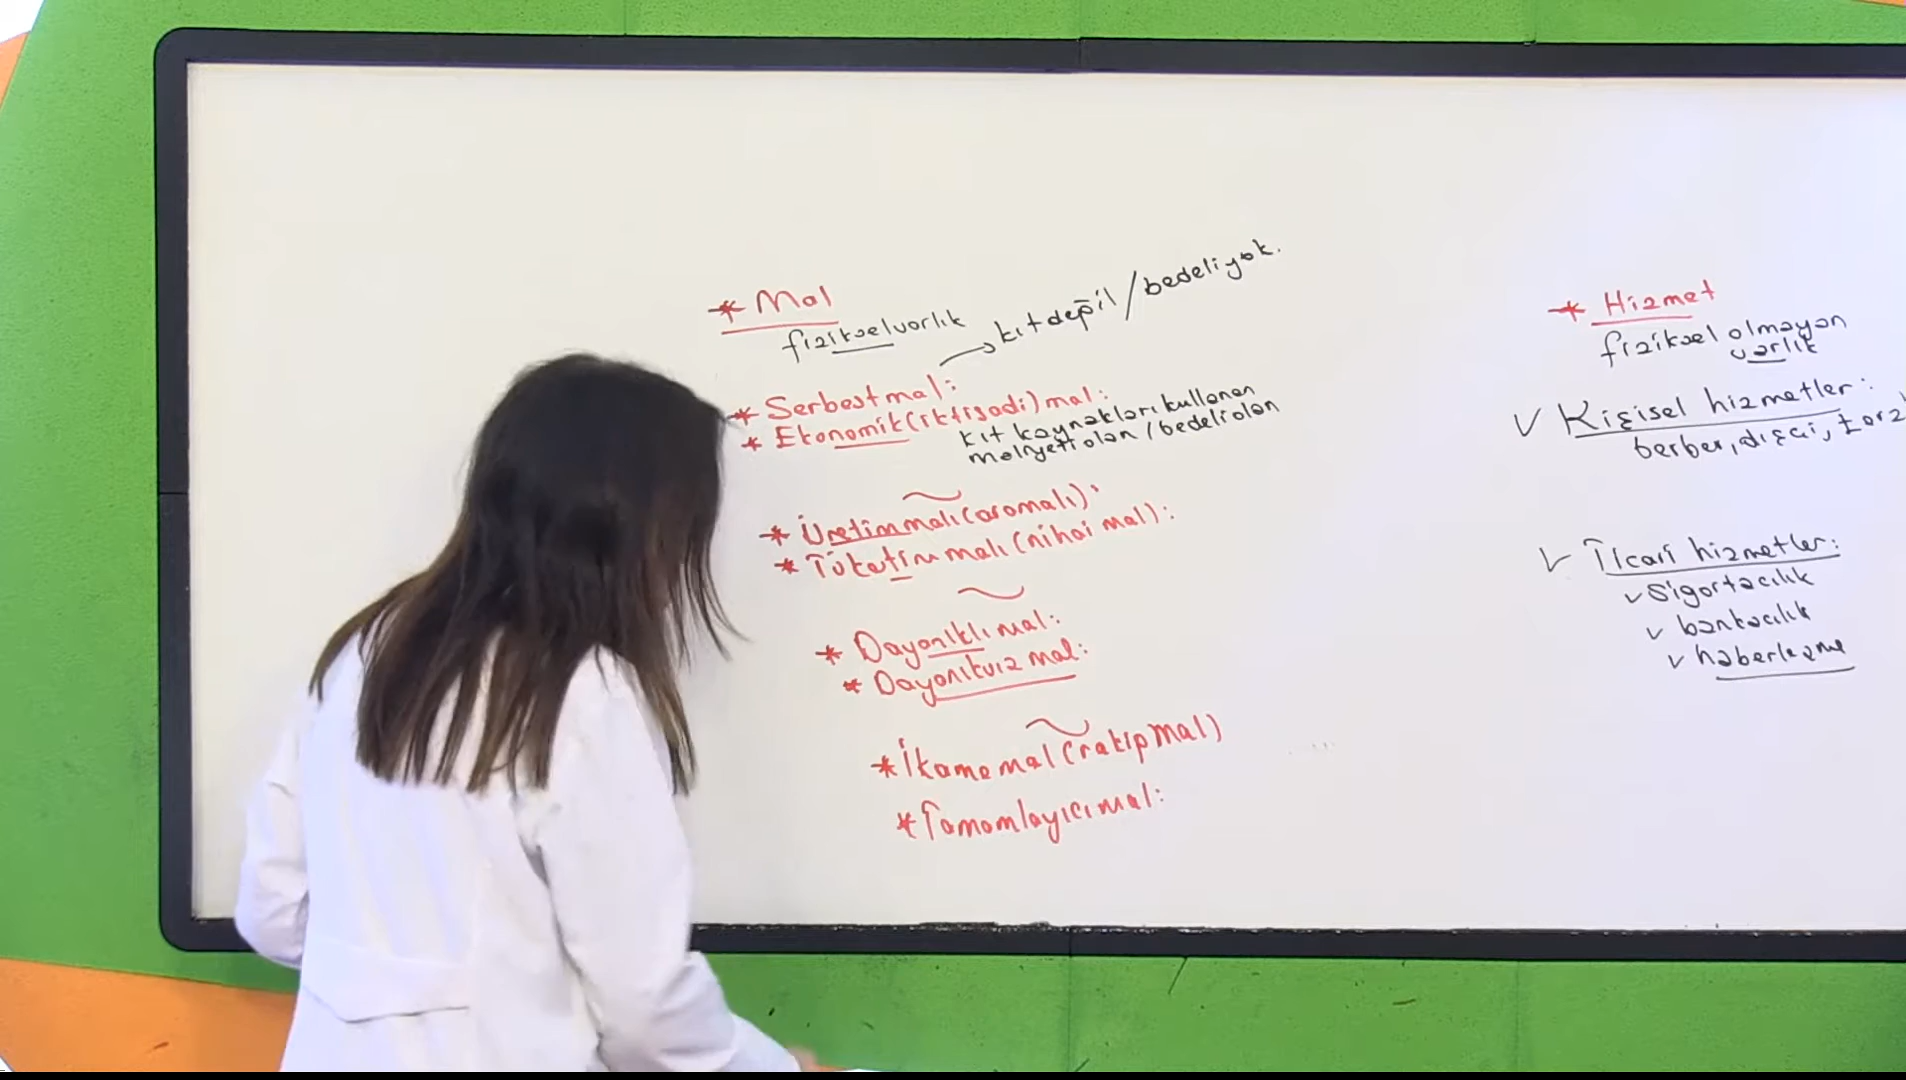 * Mal
fiziksel varlık
→ kıt değil / bedeli yok.
* Serbest mal:
* Ekonomik (iktisadi) mal:
kıt kaynakları kullanan
maliyeti olan / bedeli olan
* Üretim malı (ara malı):
* Tüketim malı (nihai mal):
* Dayanıklı mal:
* Dayanıksız mal:
* İkame mal (rakip mal)
* Tamamlayıcı mal:
* Hizmet
fiziksel olmayan
varlık
✓ Kişisel hizmetler:
berber, dişçi,
✓ Ticari hizmetler:
✓ sigortacılık
✓ bankacılık
✓ haberleşme